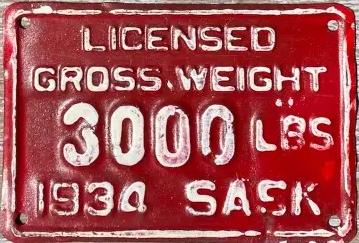 LICENSED
GROSS.WEIGHT
3000 LBS
1934 SASK